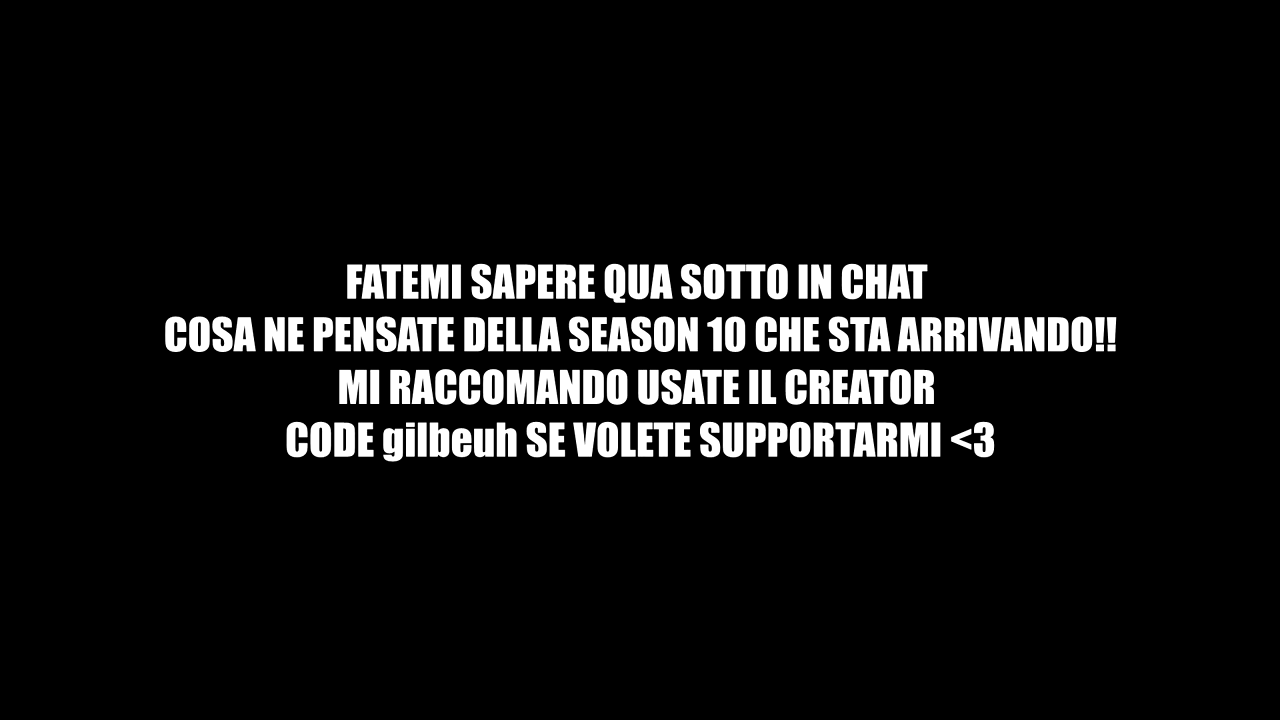 FATEMI SAPERE QUA SOTTO IN CHAT
COSA NE PENSATE DELLA SEASON 10 CHE STA ARRIVANDO!!
MI RACCOMANDO USATE IL CREATOR
CODE gilbeuh SE VOLETE SUPPORTARMI <3